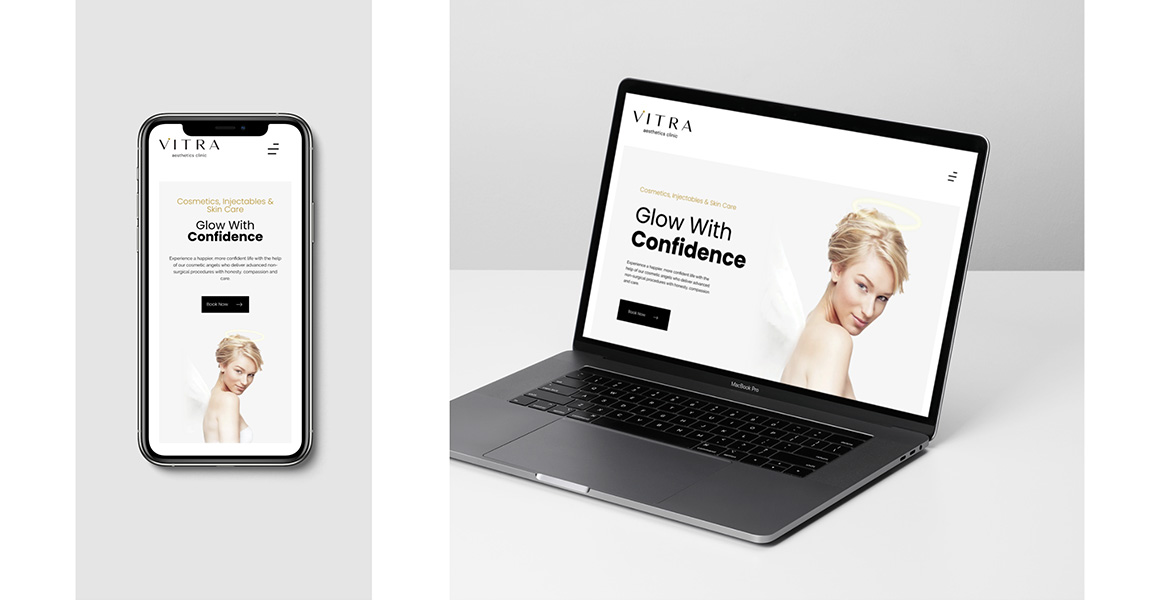 VITRA
aesthetics clinic
Cosmetics, Injectables &
Skin Care
Glow With
Confidence
Experience a happier, more confident life with the help
of our cosmetic angels who deliver advanced non-
surgical procedures with honesty, compassion and
care.
Book Now
VITRA
aesthetics clinic
Cosmetics, Injectables & Skin Care
Glow With
Confidence
Experience a happier, more confident life with the
help of our cosmetic angels who deliver advanced
non-surgical procedures with honesty, compassion
and care.
Book Now
MacBook Pro